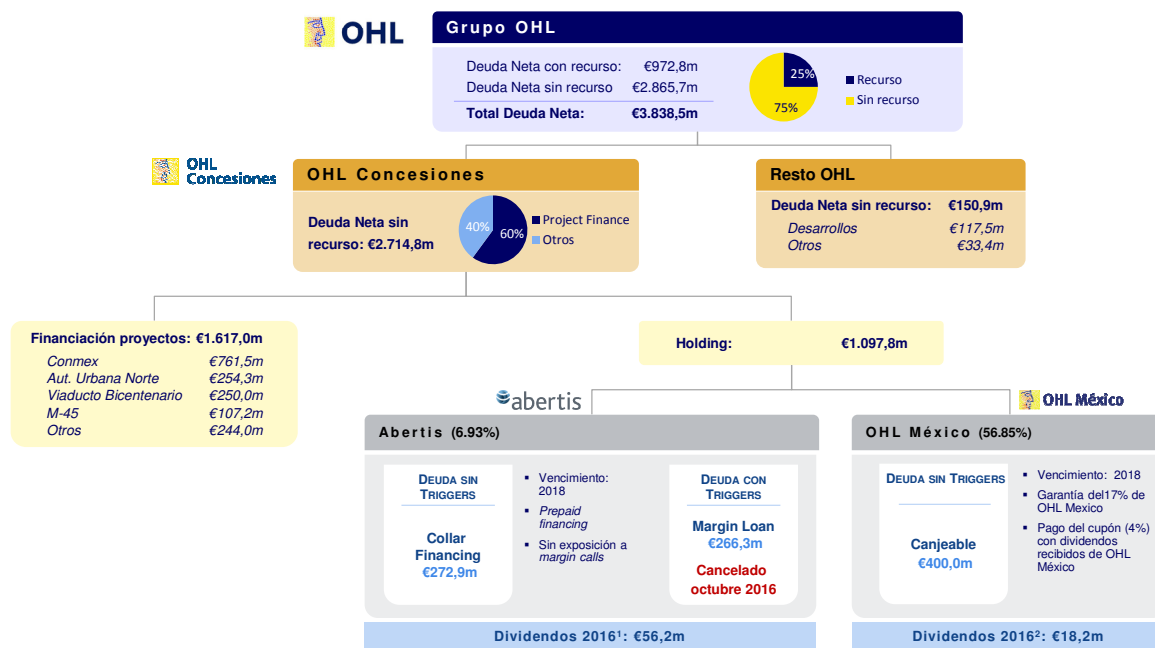 OHL
Grupo OHL
Deuda Neta con recurso: €972,8m
Deuda Neta sin recurso €2.865,7m
Total Deuda Neta: €3.838,5m
25%
75%
Recurso
Sin recurso
OHL
Concesiones
OHL Concesiones
Deuda Neta sin
recurso: €2.714,8m
40%
60%
Project Finance
Otros
Resto OHL
Deuda Neta sin recurso: €150,9m
Desarrollos €117,5m
Otros €33,4m
Financiación proyectos: €1.617,0m
Conmex €761,5m
Aut. Urbana Norte €254,3m
Viaducto Bicentenario €250,0m
M-45 €107,2m
Otros €244,0m
Holding: €1.097,8m
abertis
Abertis (6.93%)
DEUDA SIN
TRIGGERS
Collar
Financing
€272,9m
▪ Vencimiento:
2018
▪ Prepaid
financing
▪ Sin exposición a
margin calls
DEUDA CON
TRIGGERS
Margin Loan
€266,3m
Cancelado
octubre 2016
Dividendos 2016¹: €56,2m
OHL México
OHL México (56.85%)
DEUDA SIN TRIGGERS
Canjeable
€400,0m
▪ Vencimiento: 2018
▪ Garantía del17% de
OHL Mexico
▪ Pago del cupón (4%)
con dividendos
recibidos de OHL
México
Dividendos 2016²: €18,2m